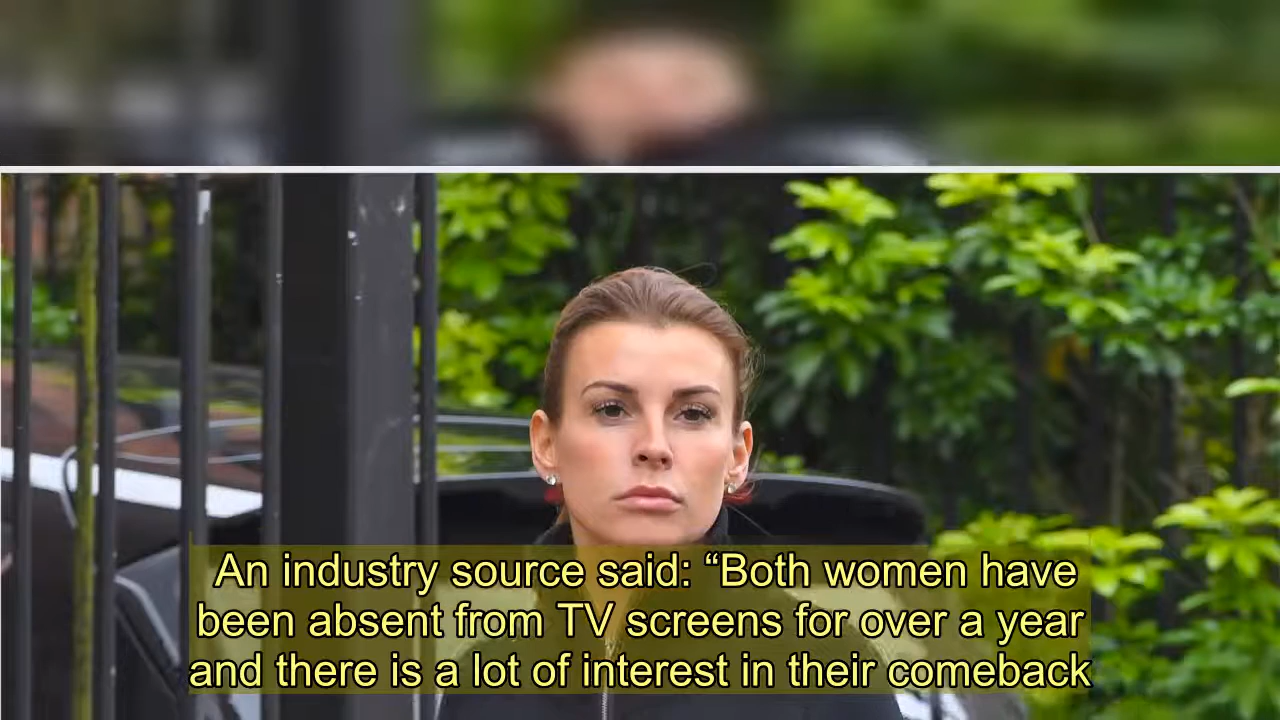 An industry source said: “Both women have
been absent from TV screens for over a year
and there is a lot of interest in their comeback